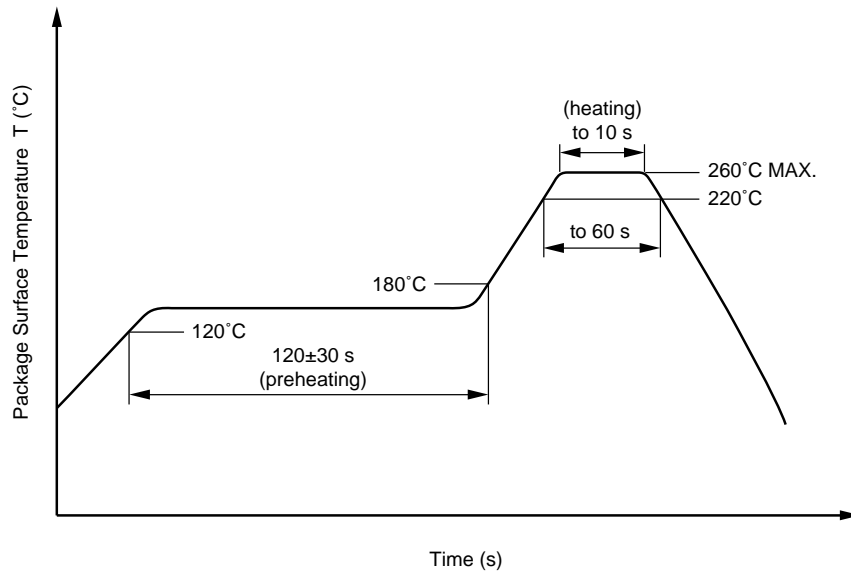 Package Surface Temperature T (˚C)
(heating)
to 10 s
260˚C MAX.
220˚C
to 60 s
180˚C
120˚C
120±30 s
(preheating)
Time (s)